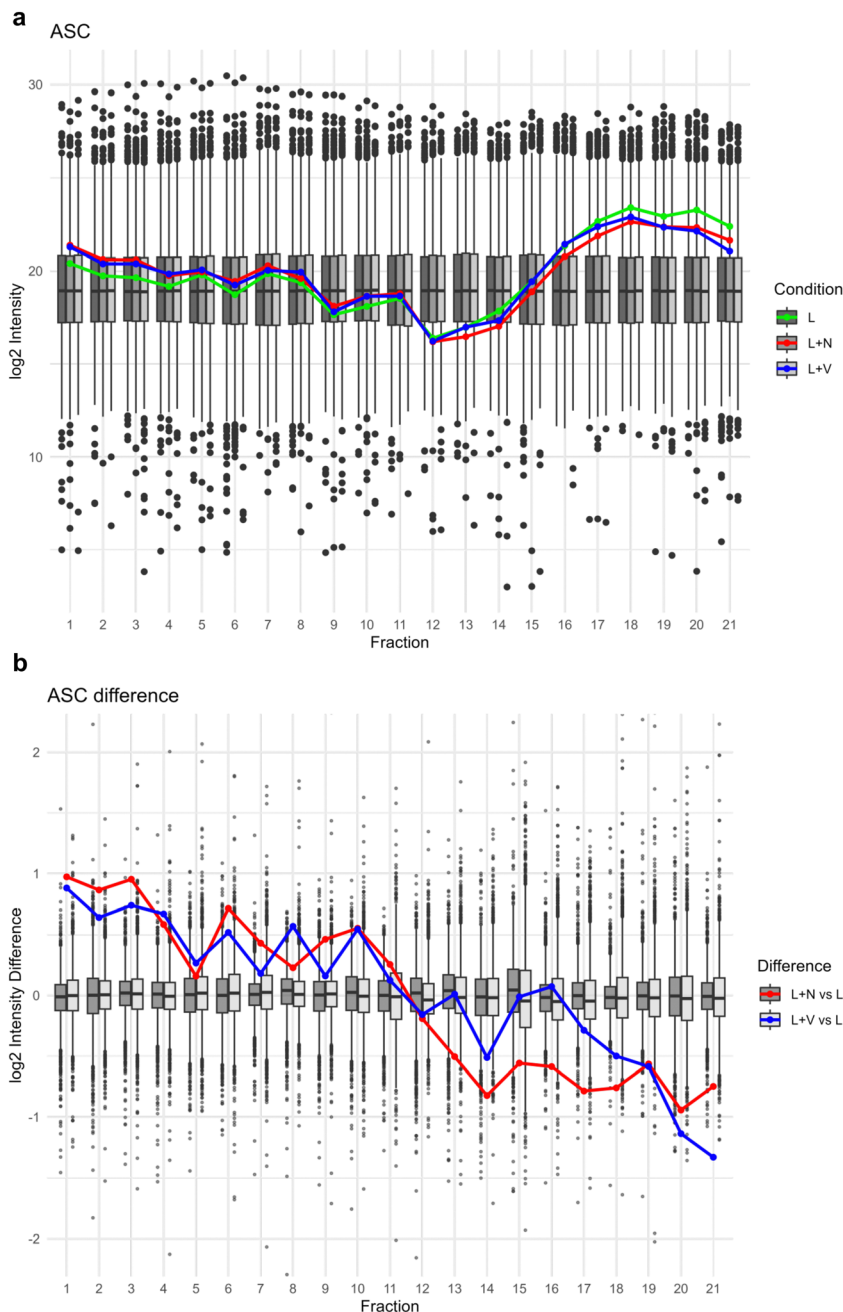 a
ASC
30
20
10
log2 Intensity
1 2 3 4 5 6 7 8 9 10 11 12 13 14 15 16 17 18 19 20 21
Fraction
Condition
L
L+N
L+V
b
ASC difference
2
1
0
-1
-2
log2 Intensity Difference
1 2 3 4 5 6 7 8 9 10 11 12 13 14 15 16 17 18 19 20 21
Fraction
Difference
L+N vs L
L+V vs L